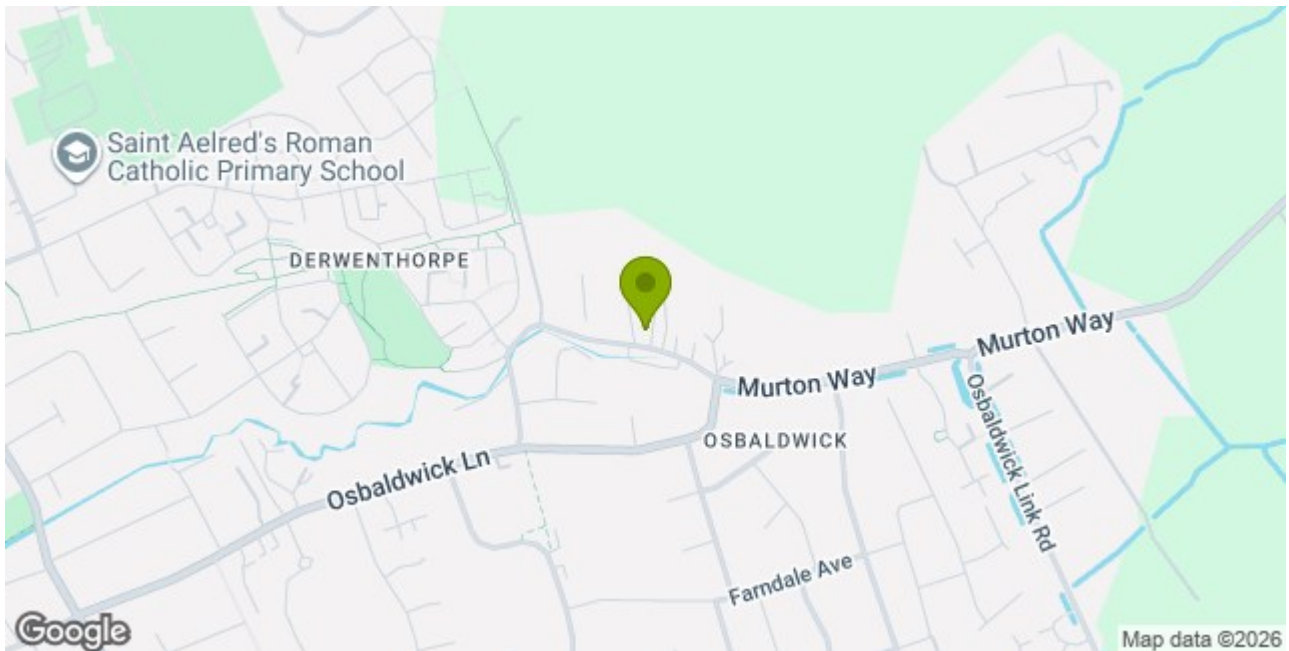 Saint Aelred's Roman
Catholic Primary School
DERWENTHORPE
Murton Way
Murton Way
OSBALDWICK
Osbaldwick Link Rd
Osbaldwick Ln
Farndale Ave
Google
Map data ©2026